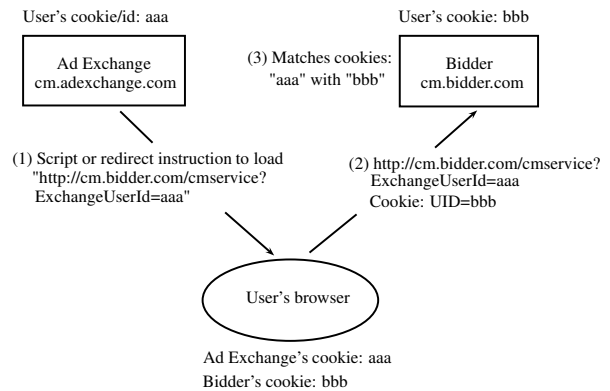 User's cookie/id: aaa
Ad Exchange
cm.adexchange.com
User's cookie: bbb
Bidder
cm.bidder.com
(3) Matches cookies:
"aaa" with "bbb"
(1) Script or redirect instruction to load
"http://cm.bidder.com/cmservice?
ExchangeUserId=aaa"
(2) http://cm.bidder.com/cmservice?
ExchangeUserId=aaa
Cookie: UID=bbb
User's browser
Ad Exchange's cookie: aaa
Bidder's cookie: bbb